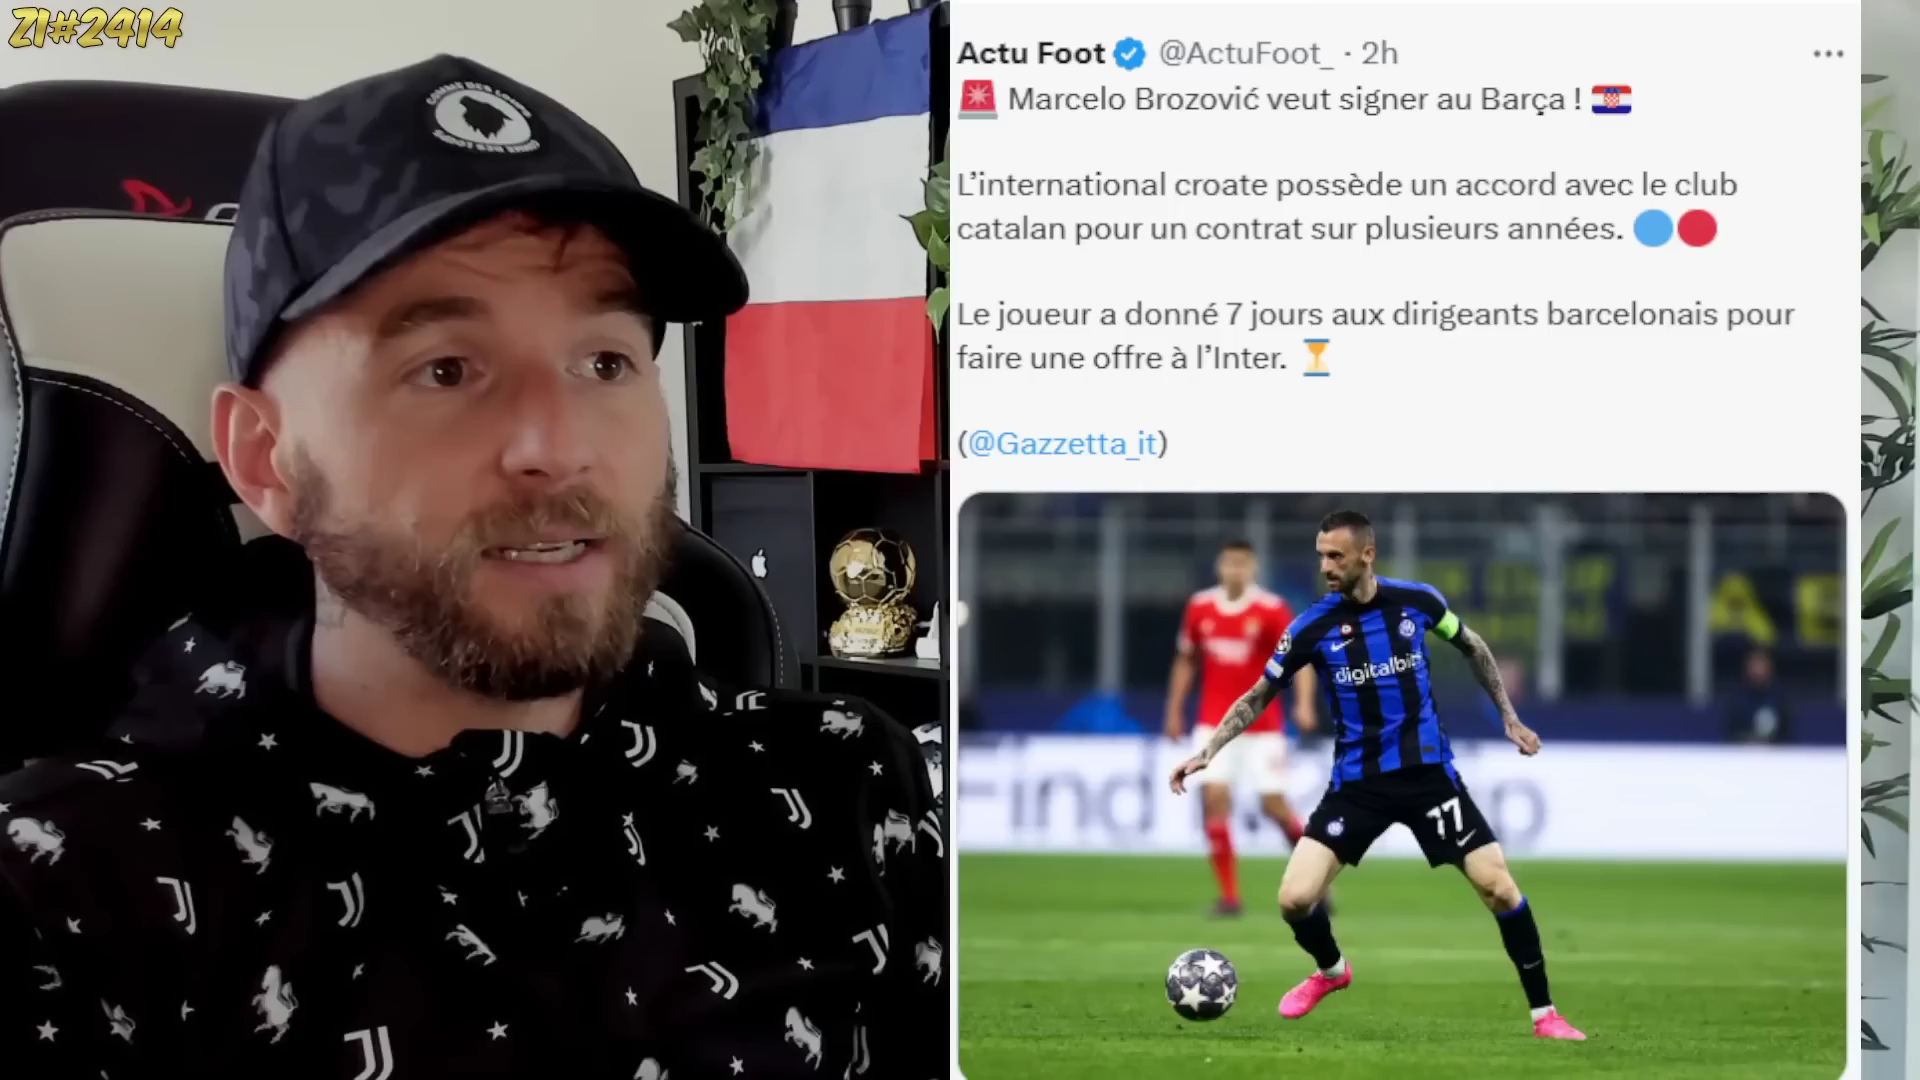 ZI#2414
Actu Foot @ActuFoot_ · 2h
Marcelo Brozović veut signer au Barça !
L’international croate possède un accord avec le club
catalan pour un contrat sur plusieurs années.
Le joueur a donné 7 jours aux dirigeants barcelonais pour
faire une offre à l’Inter.
(@Gazzetta_it)
digitalbits
77